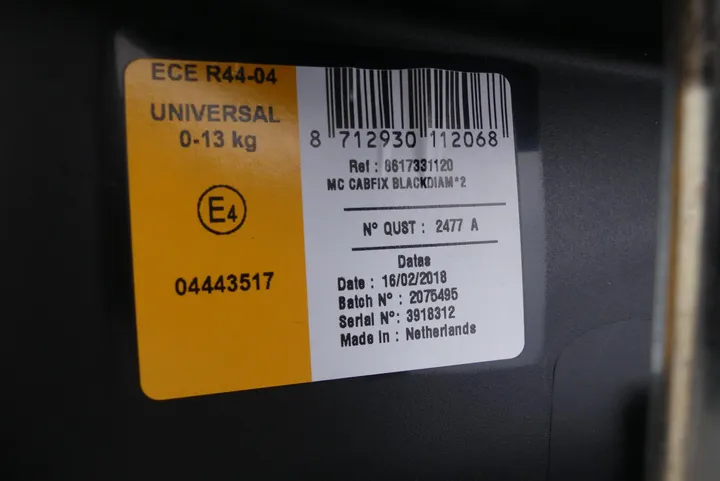 ECE R44-04
UNIVERSAL
0-13 kg
E4
04443517
8 712930 112068
Ref : 8617331120
MC CABFIX BLACKDIAM*2
N° QUST : 2477 A
Datas
Date : 16/02/2018
Batch N° : 2075495
Serial N°: 3918312
Made in : Netherlands